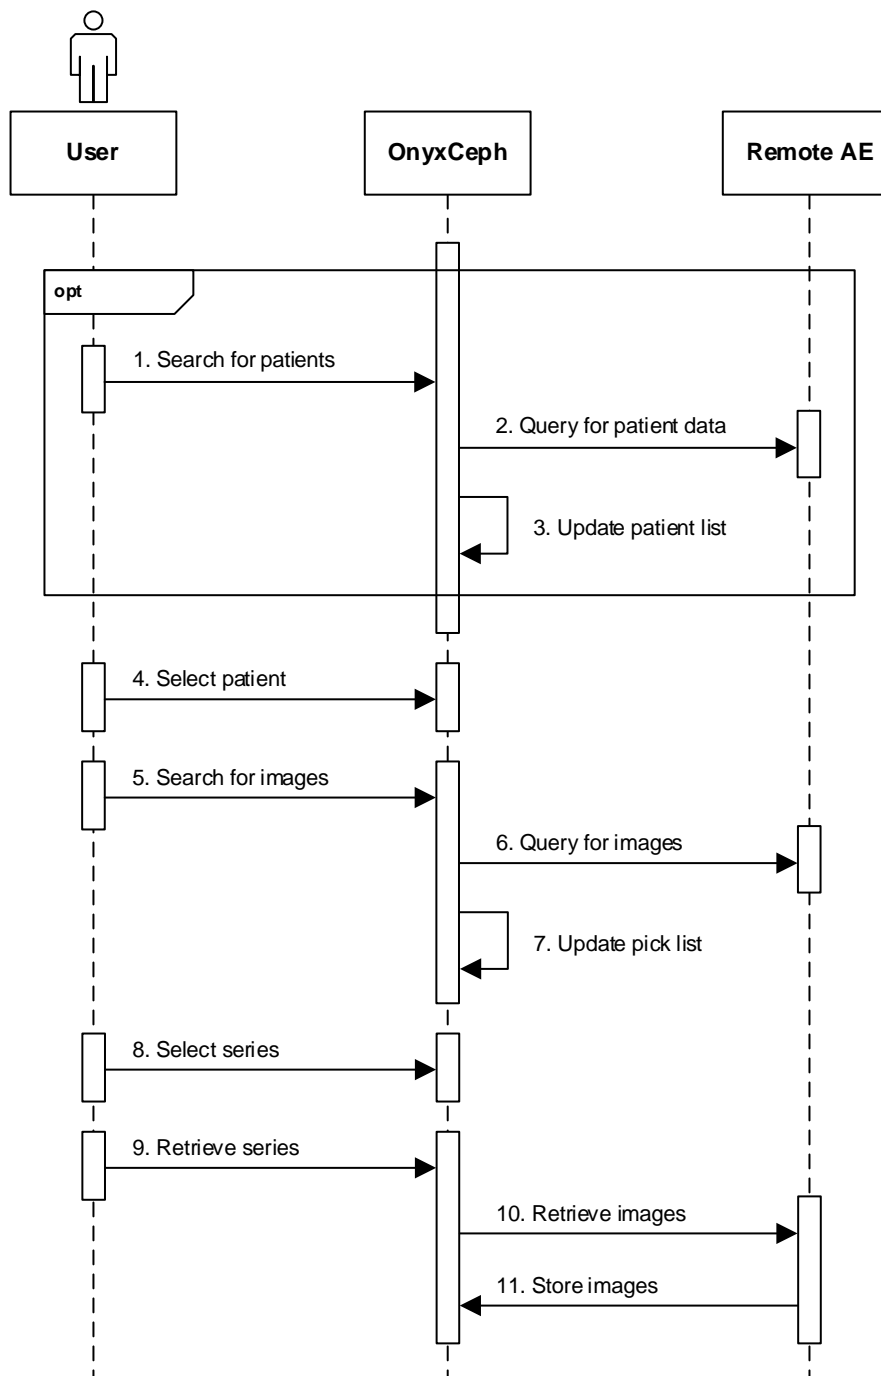 User
OnyxCeph
Remote AE
opt
1. Search for patients
2. Query for patient data
3. Update patient list
4. Select patient
5. Search for images
6. Query for images
7. Update pick list
8. Select series
9. Retrieve series
10. Retrieve images
11. Store images